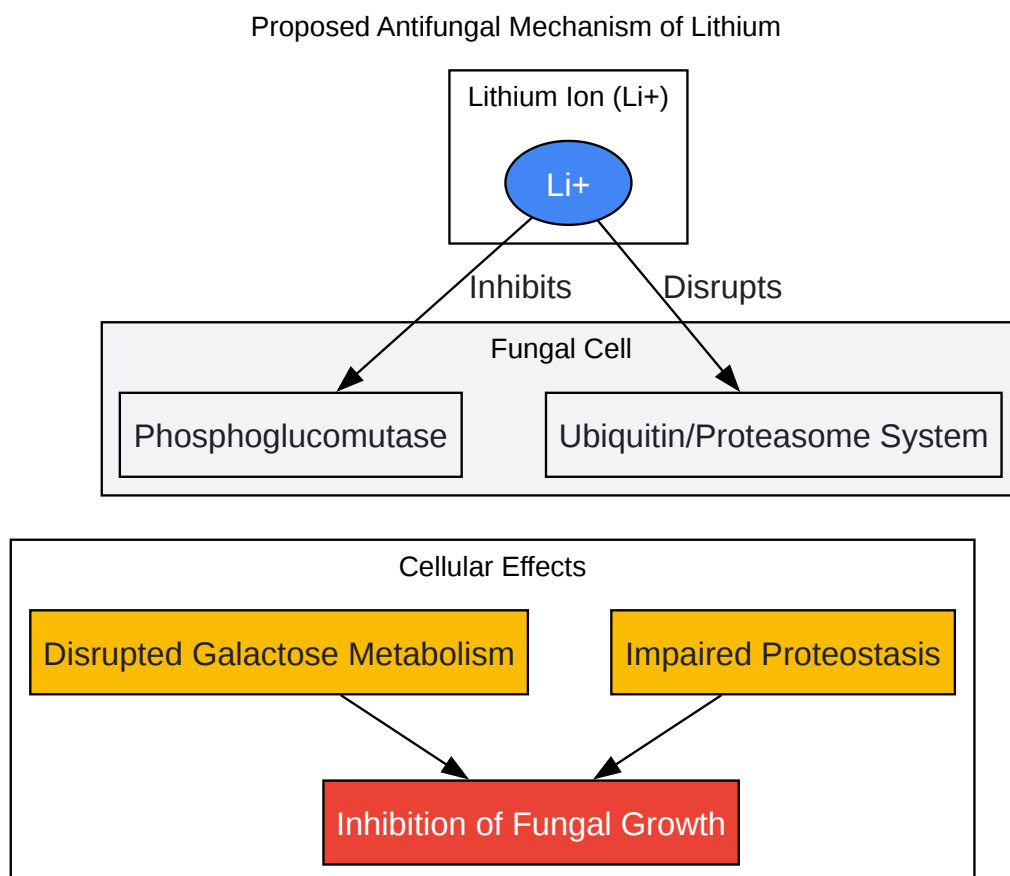 Proposed Antifungal Mechanism of Lithium
Lithium Ion (Li+)
Li+
Inhibits
Disrupts
Fungal Cell
Phosphoglucomutase
Ubiquitin/Proteasome System
Cellular Effects
Disrupted Galactose Metabolism
Impaired Proteostasis
Inhibition of Fungal Growth